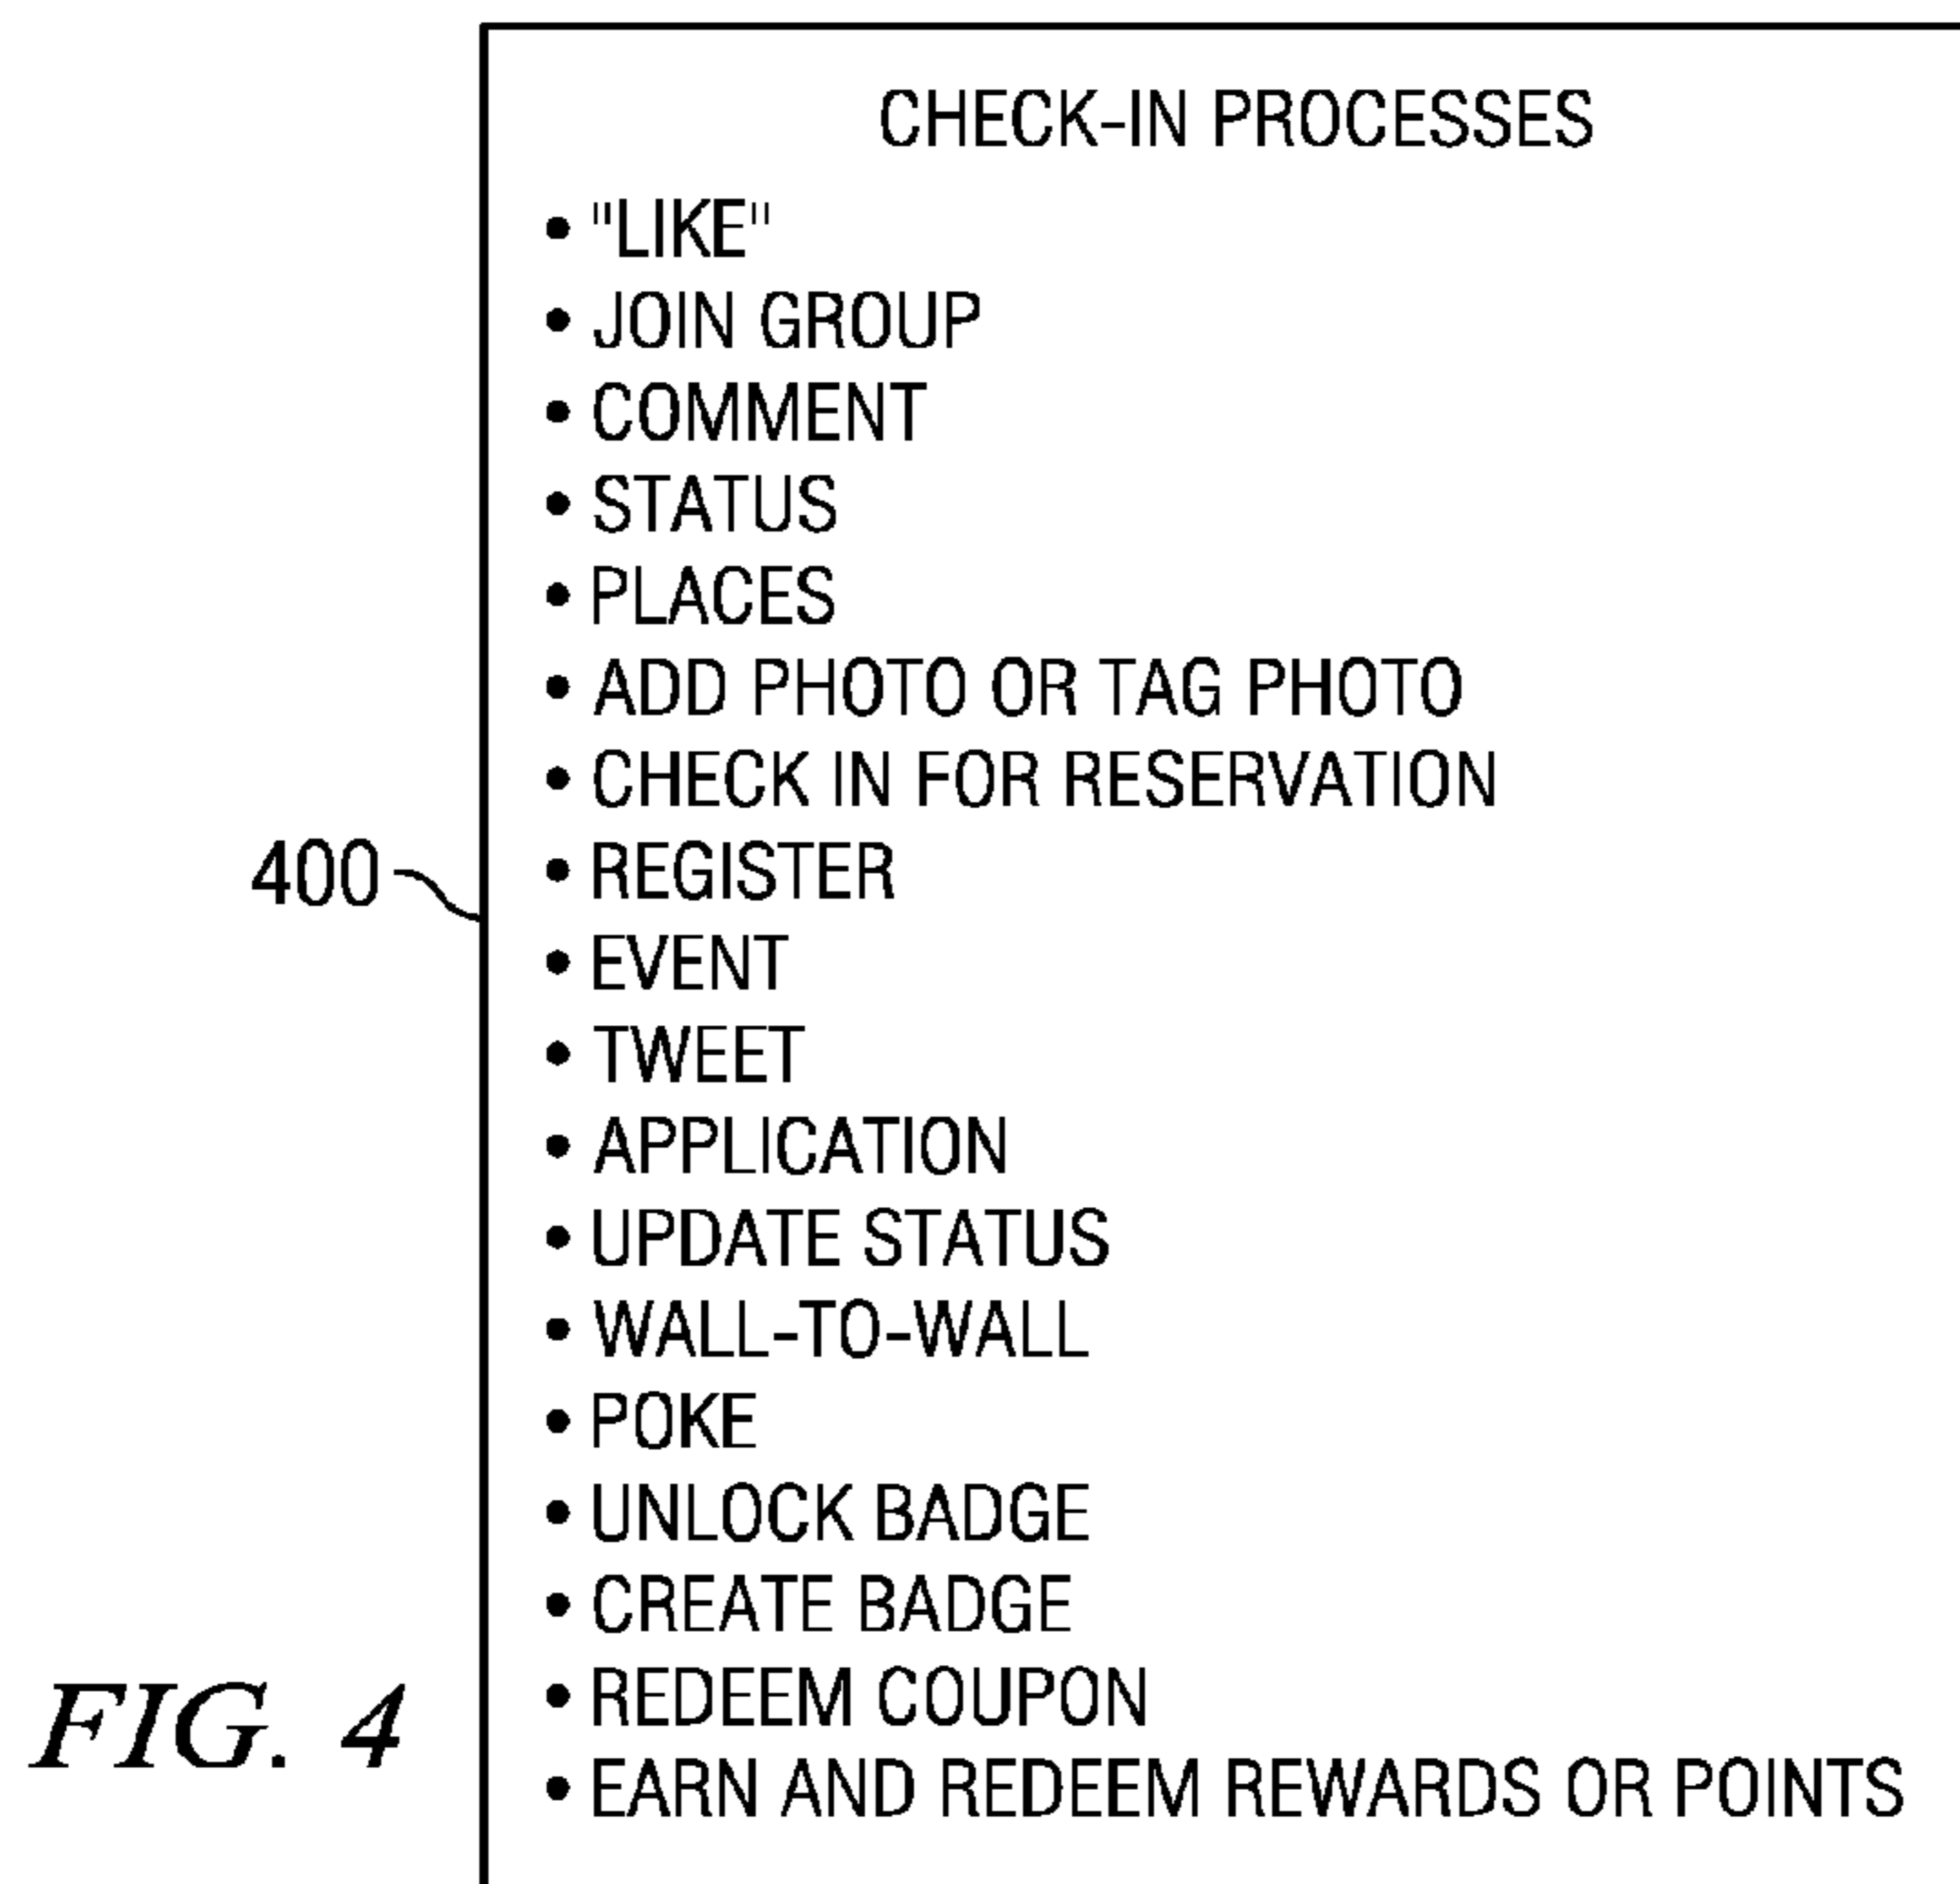 CHECK-IN PROCESSES
• "LIKE"
• JOIN GROUP
• COMMENT
• STATUS
• PLACES
• ADD PHOTO OR TAG PHOTO
• CHECK IN FOR RESERVATION
• REGISTER
• EVENT
• TWEET
• APPLICATION
• UPDATE STATUS
• WALL-TO-WALL
• POKE
• UNLOCK BADGE
• CREATE BADGE
• REDEEM COUPON
• EARN AND REDEEM REWARDS OR POINTS
400
FIG. 4